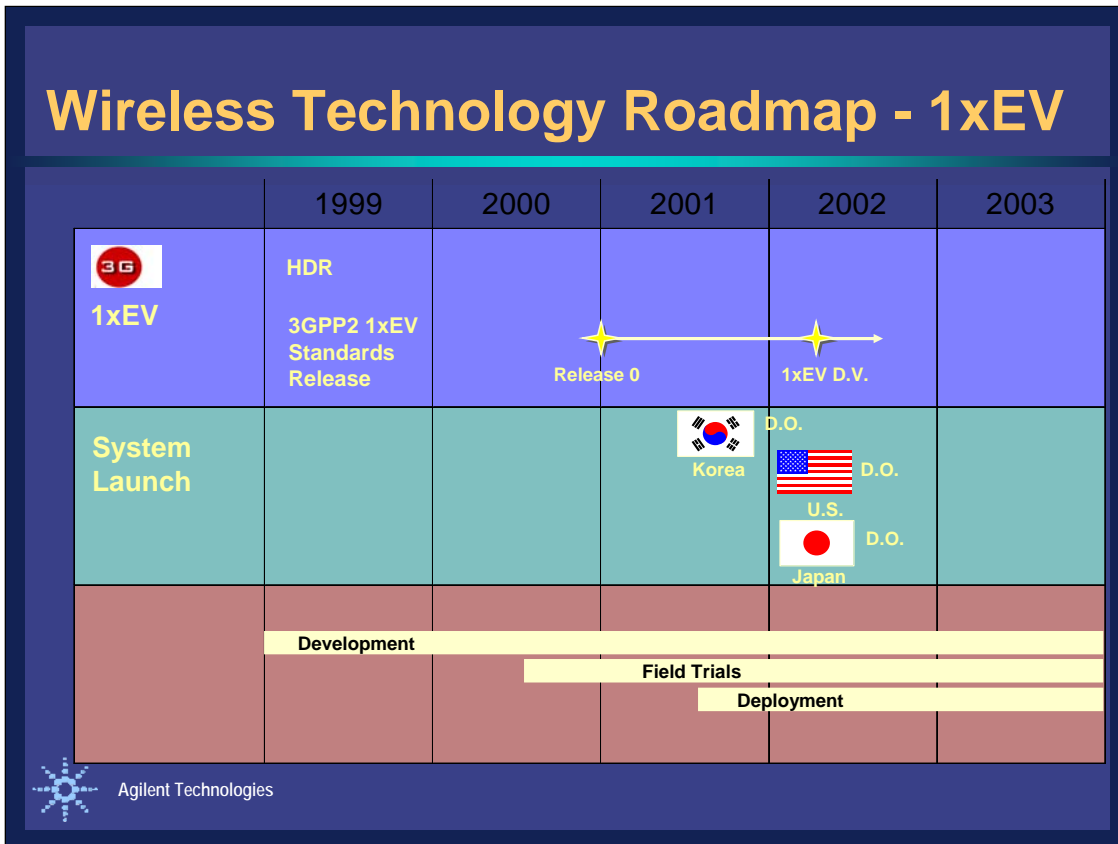 Wireless Technology Roadmap - 1xEV
1999 2000 2001 2002 2003
3G
1xEV
HDR
3GPP2 1xEV
Standards
Release
Release 0
1xEV D.V.
System
Launch
D.O.
Korea
D.O.
U.S.
D.O.
Japan
Development
Field Trials
Deployment
Agilent Technologies